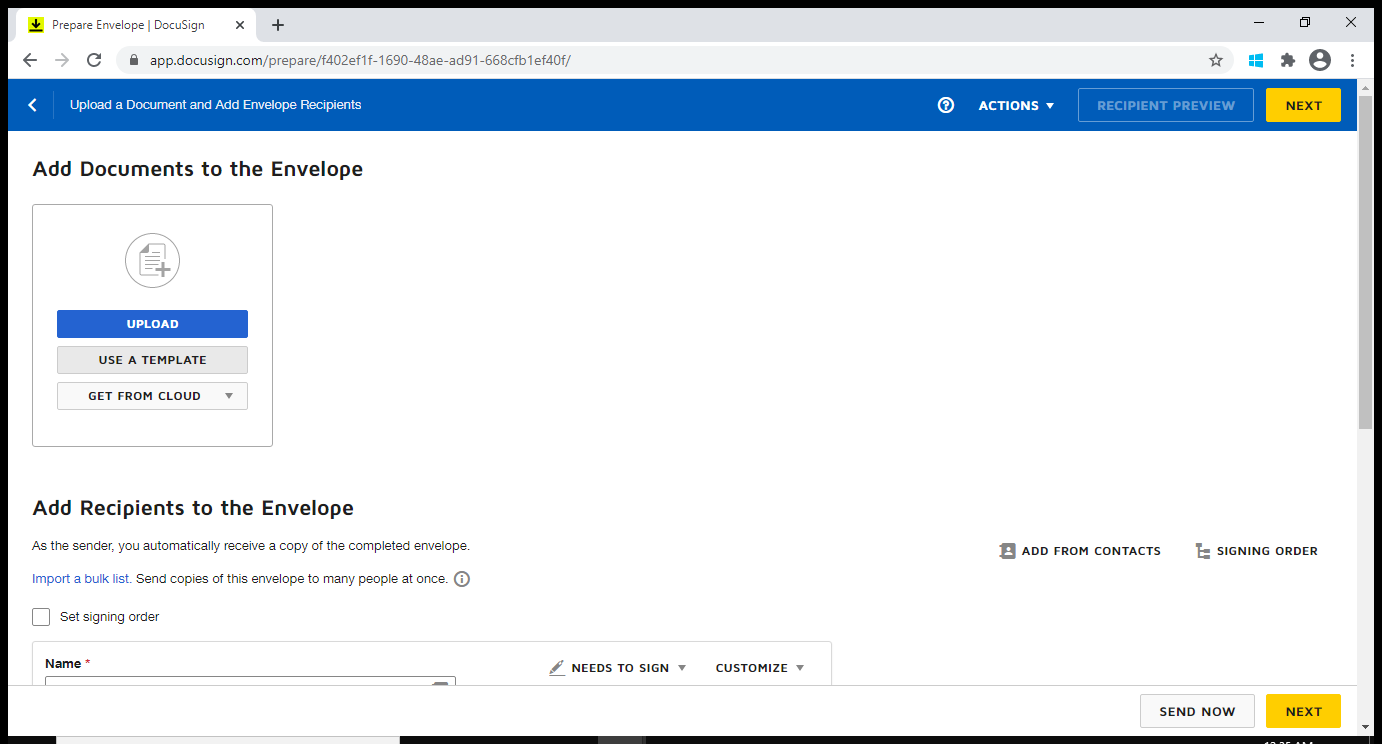 Prepare Envelope | DocuSign
app.docusign.com/prepare/f402ef1f-1690-48ae-ad91-668cfb1ef40f/
Upload a Document and Add Envelope Recipients
ACTIONS
RECIPIENT PREVIEW
NEXT
Add Documents to the Envelope
UPLOAD
USE A TEMPLATE
GET FROM CLOUD
Add Recipients to the Envelope
As the sender, you automatically receive a copy of the completed envelope.
ADD FROM CONTACTS
SIGNING ORDER
Import a bulk list. Send copies of this envelope to many people at once.
Set signing order
Name *
NEEDS TO SIGN
CUSTOMIZE
SEND NOW
NEXT